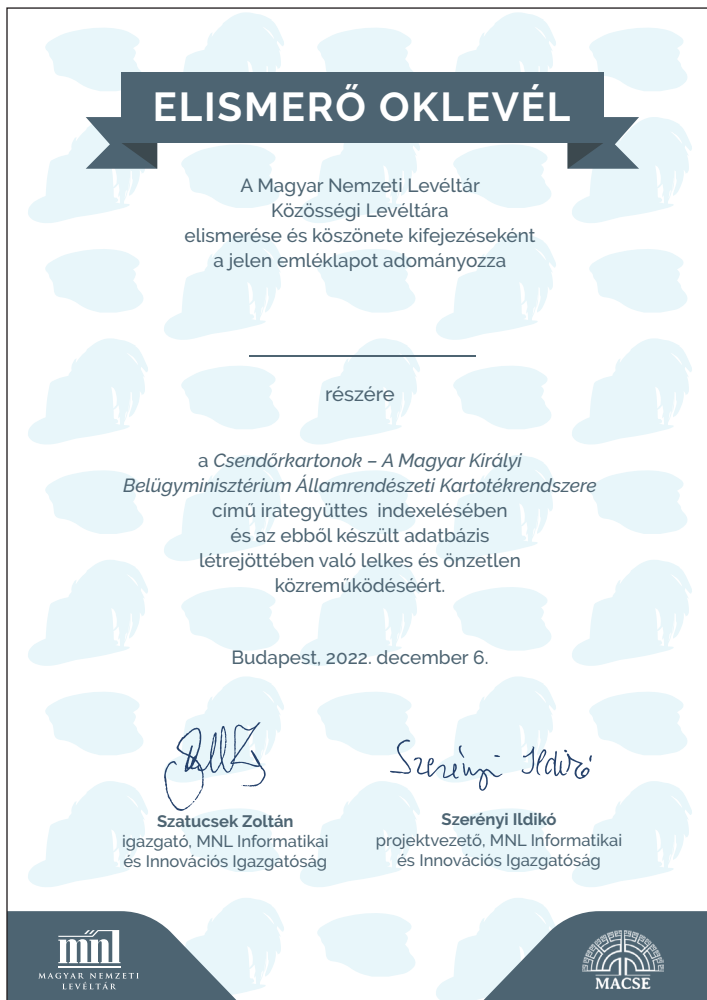 ELISMERŐ OKLEVÉL
A Magyar Nemzeti Levéltár
Közösségi Levéltára
elismerése és köszönete kifejezéseként
a jelen emléklapot adományozza
részére
a Csendőrkartonok – A Magyar Királyi
Belügyminisztérium Államrendészeti Kartotékrendszere
című irategyüttes indexelésében
és az ebből készült adatbázis
létrejöttében való lelkes és önzetlen
közreműködéséért.
Budapest, 2022. december 6.
Szerényi Ildikó
Szatucsek Zoltán
igazgató, MNL Informatikai
és Innovációs Igazgatóság
Szerényi Ildikó
projektvezető, MNL Informatikai
és Innovációs Igazgatóság
mnl
MAGYAR NEMZETI
LEVÉLTÁR
MACSE